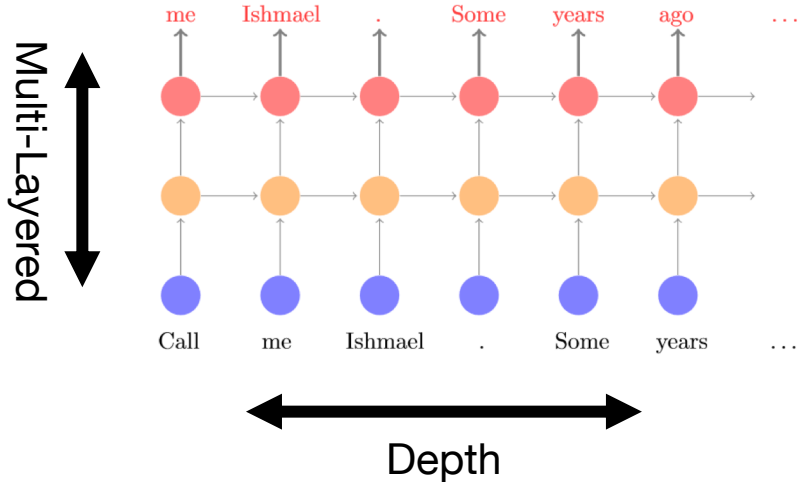 me Ishmael . Some years ago ...
Multi-Layered
Call me Ishmael . Some years ...
Depth